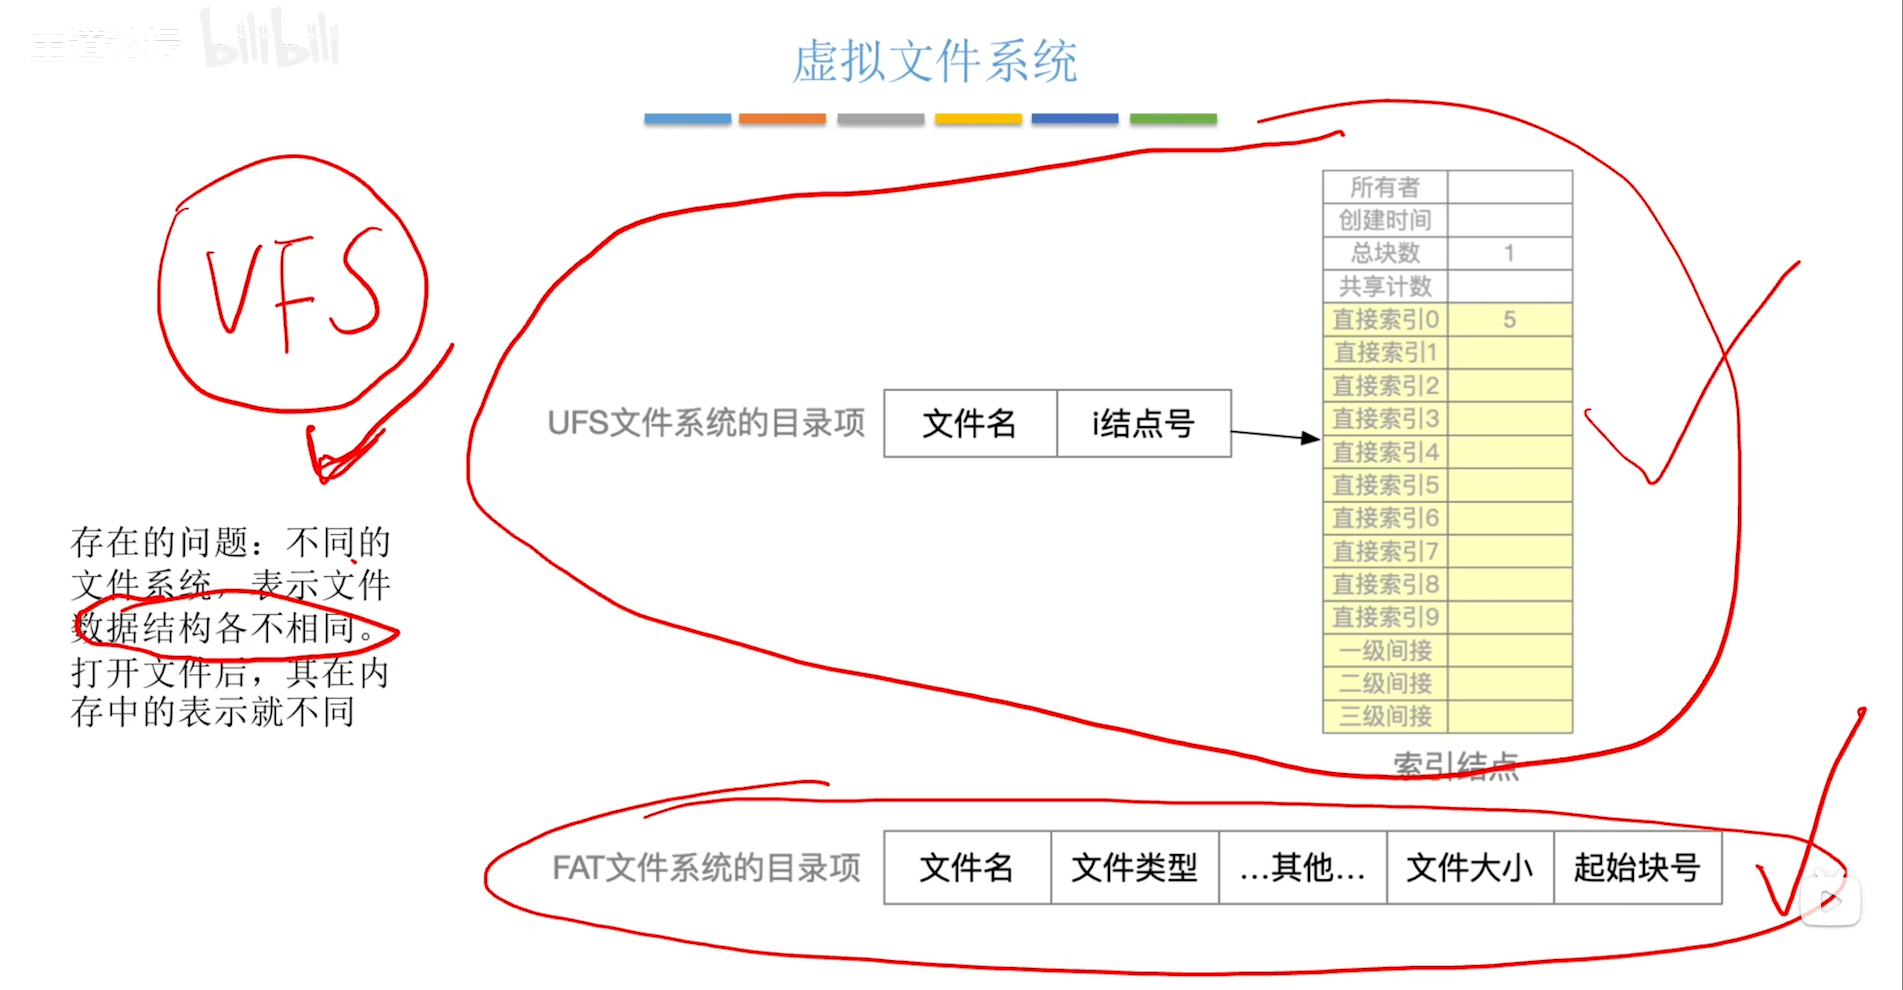 bilibili
虚拟文件系统
VFS
存在的问题：不同的
文件系统，表示文件
数据结构各不相同。
打开文件后，其在内
存中的表示就不同
UFS文件系统的目录项
文件名 i结点号
所有者
创建时间
总块数 1
共享计数
直接索引0 5
直接索引1
直接索引2
直接索引3
直接索引4
直接索引5
直接索引6
直接索引7
直接索引8
直接索引9
一级间接
二级间接
三级间接
索引结点
FAT文件系统的目录项
文件名 文件类型 ...其他... 文件大小 起始块号